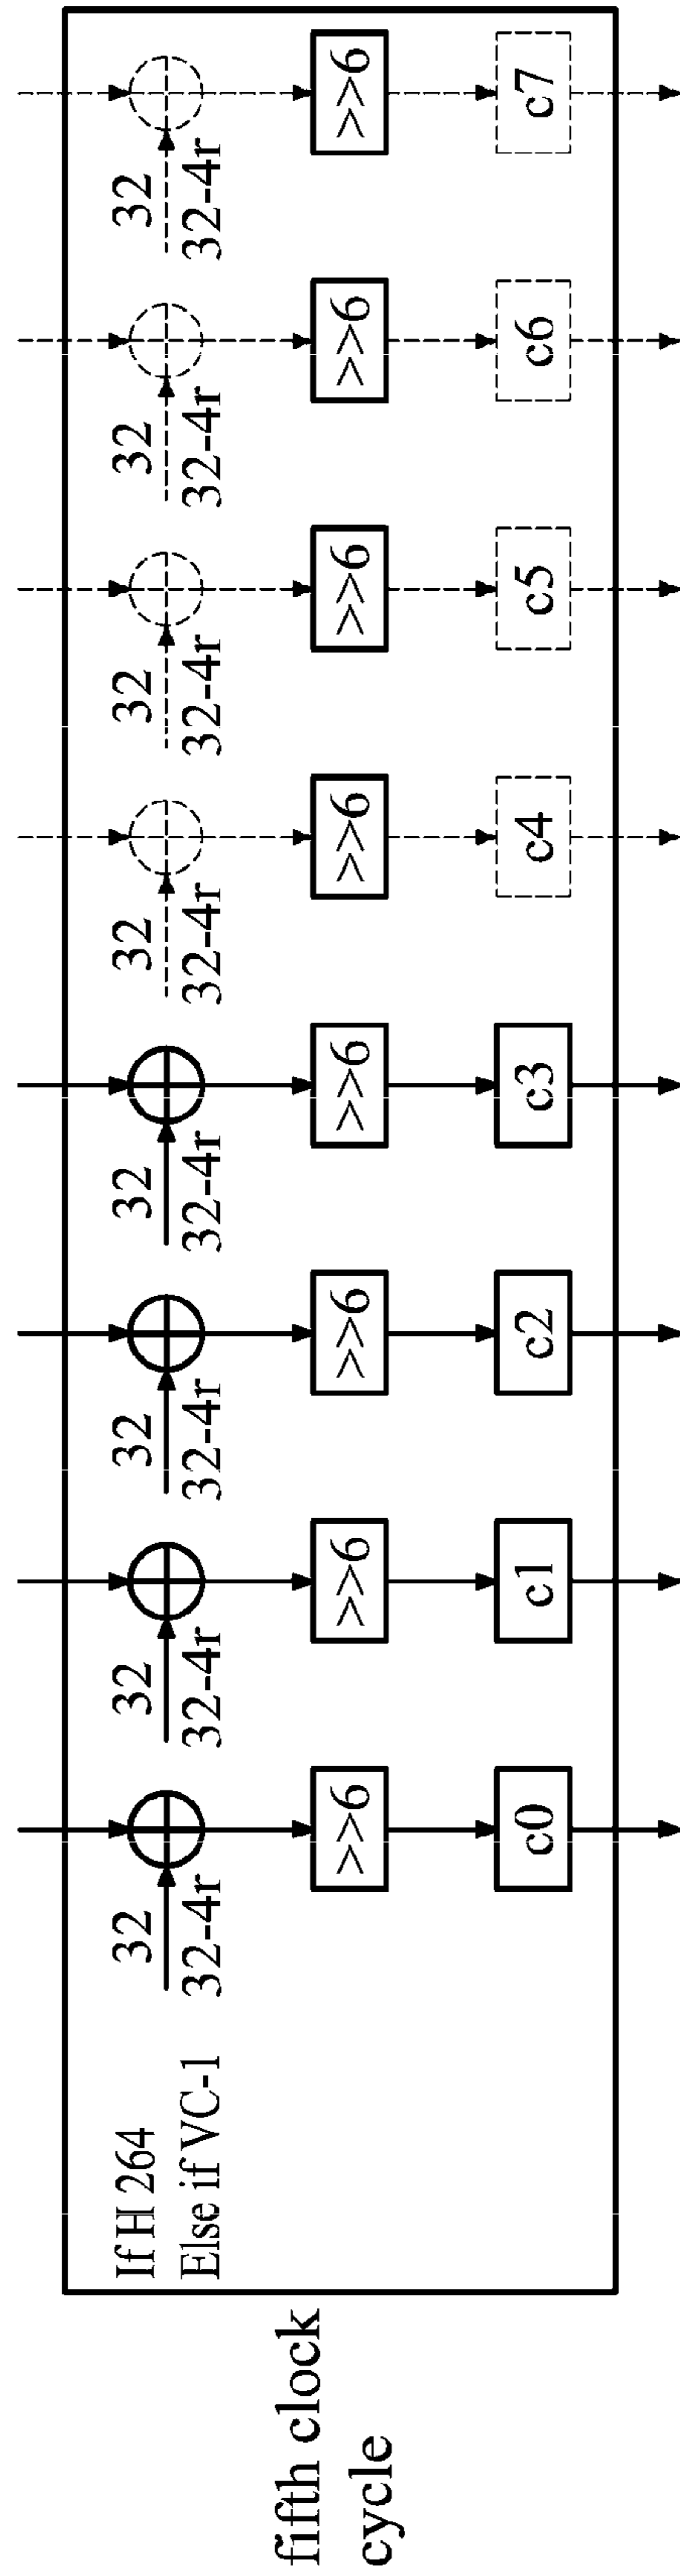 fifth clock
cycle
If H 264 32 32 32 32 32 32 32 32
Else if VC-1 32-4r 32-4r 32-4r 32-4r 32-4r 32-4r 32-4r 32-4r
>>6 >>6 >>6 >>6 >>6 >>6 >>6 >>6
c0 c1 c2 c3 c4 c5 c6 c7